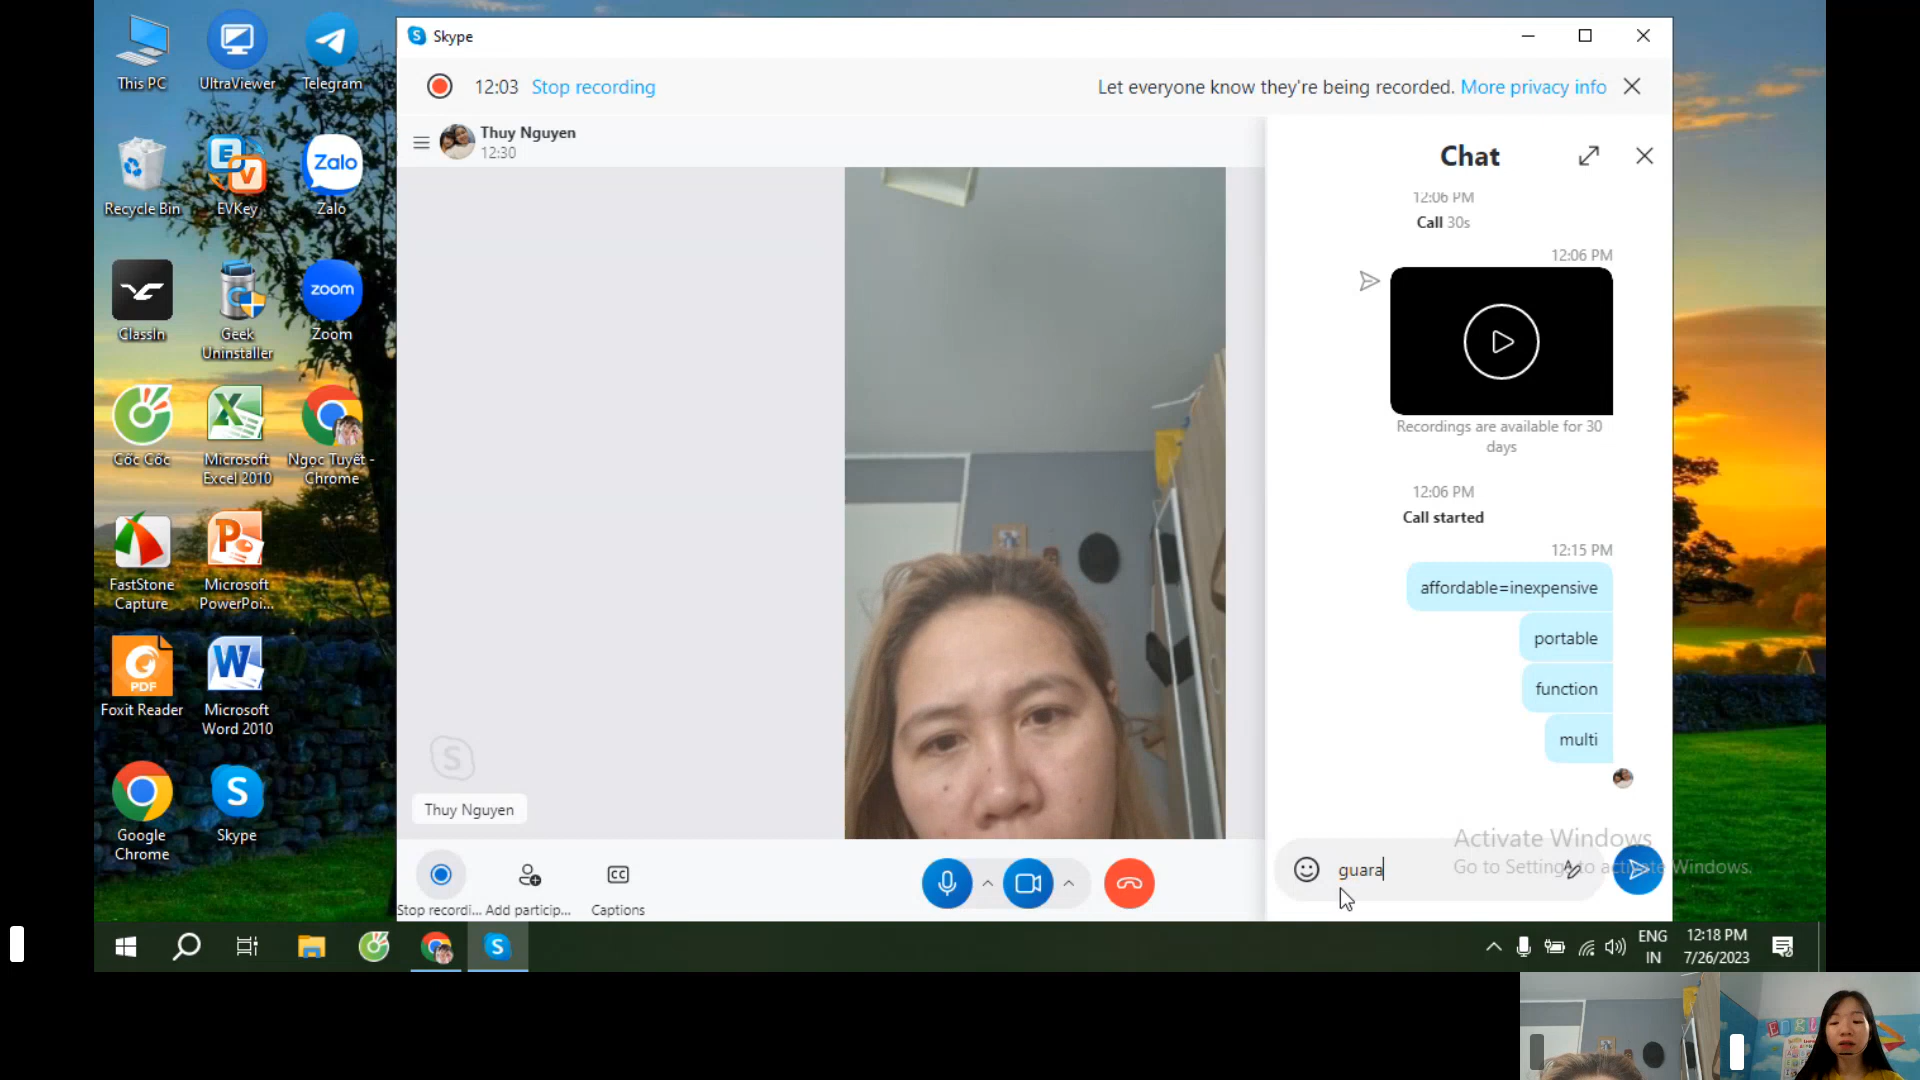 This PC
UltraViewer
Telegram
Recycle Bin
EVKey
Zalo
Zalo
ClassIn
Geek
Uninstaller
zoom
Zoom
Cốc Cốc
Microsoft
Excel 2010
Ngọc Tuyết -
Chrome
FastStone
Capture
Microsoft
PowerPoi...
PDF
Foxit Reader
Microsoft
Word 2010
Google
Chrome
Skype
Skype
12:03 Stop recording
Let everyone know they're being recorded. More privacy info
Thuy Nguyen
12:30
Thuy Nguyen
Stop recordi...
Add particip...
Captions
Chat
12:06 PM
Call 30s
12:06 PM
Recordings are available for 30
days
12:06 PM
Call started
12:15 PM
affordable=inexpensive
portable
function
multi
guara
Activate Windows
Go to Settings to activate Windows.
ENG
IN
12:18 PM
7/26/2023